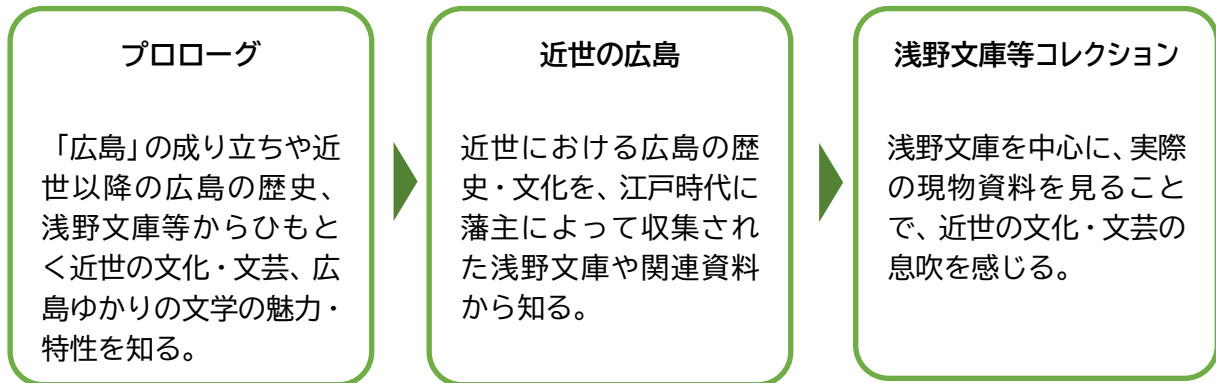 プロローグ
「広島」の成り立ちや近
世以降の広島の歴史、
浅野文庫等からひもと
く近世の文化・文芸、広
島ゆかりの文学の魅力・
特性を知る。
近世の広島
近世における広島の歴
史・文化を、江戸時代に
藩主によって収集され
た浅野文庫や関連資料
から知る。
浅野文庫等コレクション
浅野文庫を中心に、実際
の現物資料を見ること
で、近世の文化・文芸の
息吹を感じる。